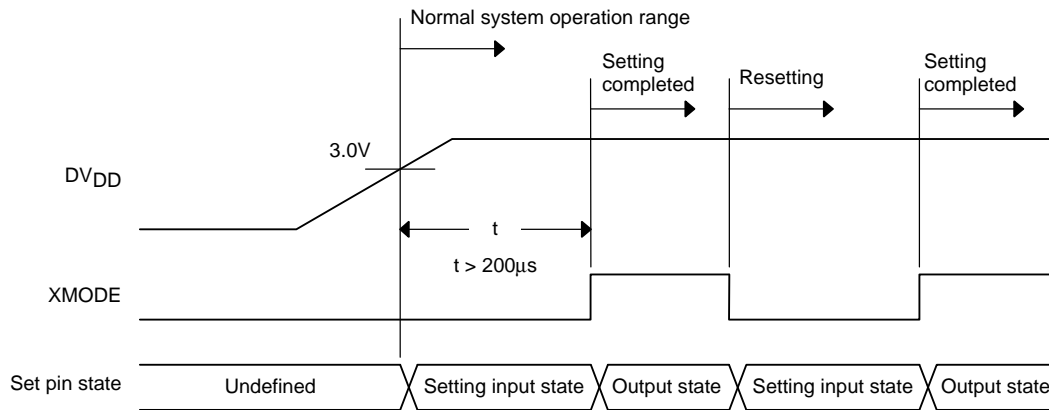 Normal system operation range
Setting
completed
Resetting
Setting
completed
3.0V
DVDD
t
t > 200μs
XMODE
Set pin state
Undefined
Setting input state
Output state
Setting input state
Output state